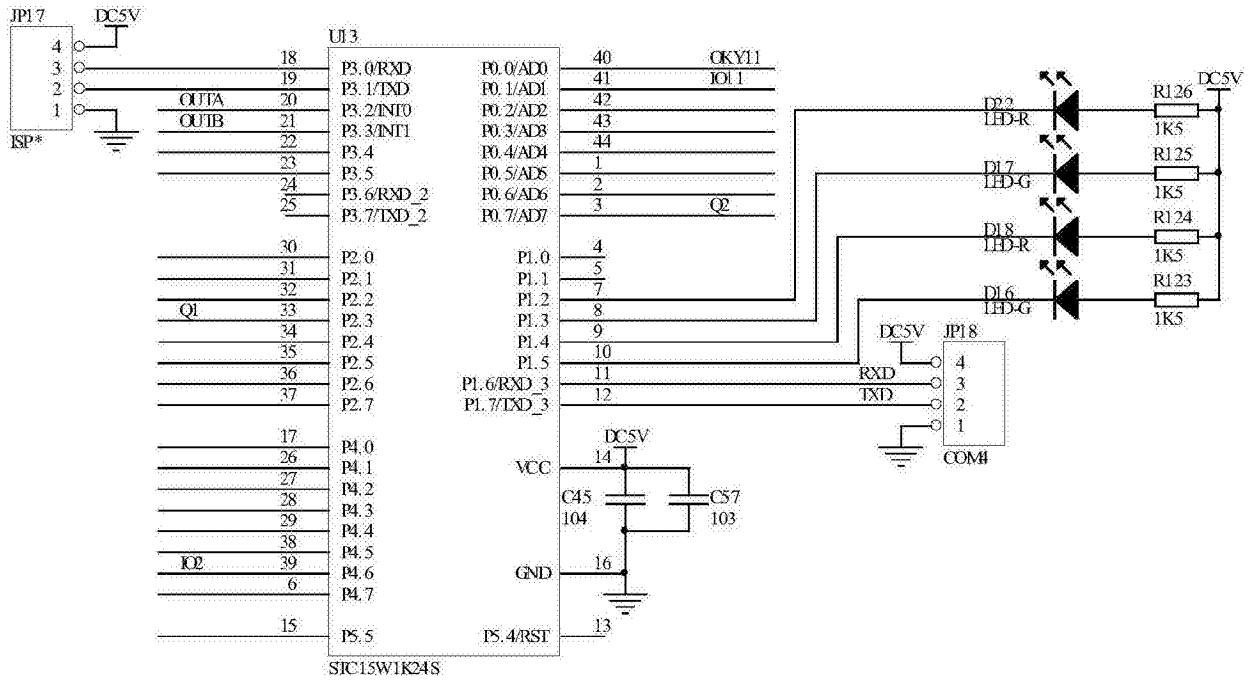 JP17
DC5V
4
3
2
1
ISP*
U13
18 P3.0/RXD
19 P3.1/TXD
OUTA 20 P3.2/INT0
OUTB 21 P3.3/INT1
22 P3.4
23 P3.5
24 P3.6/RXD_2
25 P3.7/TXD_2
30 P2.0
31 P2.1
32 P2.2
Q1 33 P2.3
34 P2.4
35 P2.5
36 P2.6
37 P2.7
17 P4.0
26 P4.1
27 P4.2
28 P4.3
29 P4.4
38 P4.5
IO2 39 P4.6
6 P4.7
15 P5.5
P0.0/AD0 40 OKY11
P0.1/AD1 41 IO11
P0.2/AD2 42
P0.3/AD3 43
P0.4/AD4 44
P0.5/AD5 1
P0.6/AD6 2
P0.7/AD7 3 Q2
P1.0 4
P1.1 5
P1.2 7
P1.3 8
P1.4 9
P1.5 10
P1.6/RXD_3 11 RXD
P1.7/TXD_3 12 TXD
VCC 14
GND 16
P5.4/RST 13
STC15W1K24S
DC5V
C45
104
C57
103
DC5V
D22
LED-R
R126
1K5
D17
LED-G
R125
1K5
D18
LED-R
R124
1K5
D16
LED-G
R123
1K5
DC5V
JP18
4
3
2
1
COM4